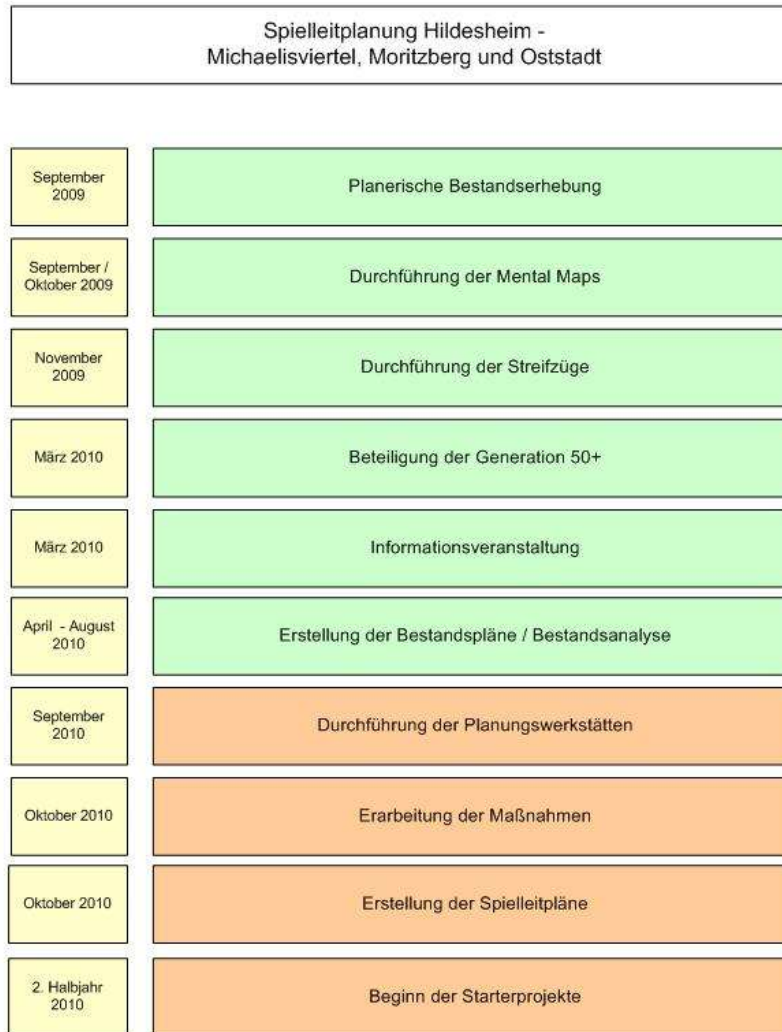 Spielleitplanung Hildesheim -
Michaelisviertel, Moritzberg und Oststadt
September
2009
Planerische Bestandserhebung
September /
Oktober 2009
Durchführung der Mental Maps
November
2009
Durchführung der Streifzüge
März 2010
Beteiligung der Generation 50+
März 2010
Informationsveranstaltung
April - August
2010
Erstellung der Bestandspläne / Bestandsanalyse
September
2010
Durchführung der Planungswerkstätten
Oktober 2010
Erarbeitung der Maßnahmen
Oktober 2010
Erstellung der Spielleitpläne
2. Halbjahr
2010
Beginn der Starterprojekte